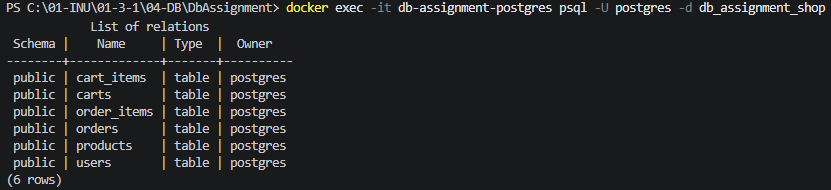 PS C:\01-INU\01-3-1\04-DB\DbAssignment> docker exec -it db-assignment-postgres psql -U postgres -d db_assignment_shop
            List of relations
 Schema |    Name     | Type  |  Owner
--------+-------------+-------+----------
 public | cart_items  | table | postgres
 public | carts       | table | postgres
 public | order_items | table | postgres
 public | orders      | table | postgres
 public | products    | table | postgres
 public | users       | table | postgres
(6 rows)